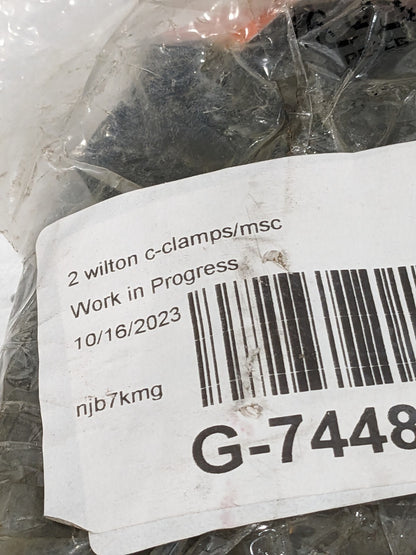 2 wilton c-clamps/msc
Work in Progress
10/16/2023
njb7kmg
G-7448